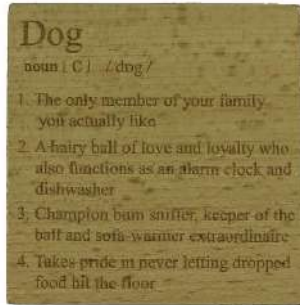 Dog
noun [ C ] / dɒg /
1. The only member of your family
you actually like
2. A hairy ball of love and loyalty who
also functions as an alarm clock and
dishwasher
3. Champion bum sniffer, keeper of the
ball and sofa-warmer extraordinaire
4. Takes pride in never letting dropped
food hit the floor